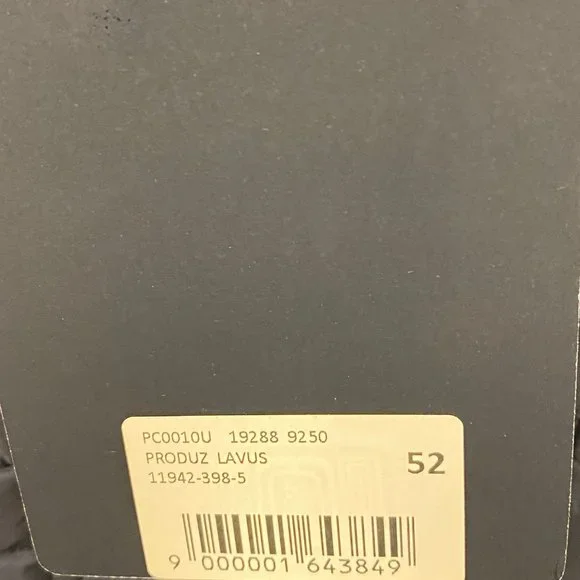 PC0010U 19288 9250
PRODUZ LAVUS 52
11942-398-5
9 000001 643849